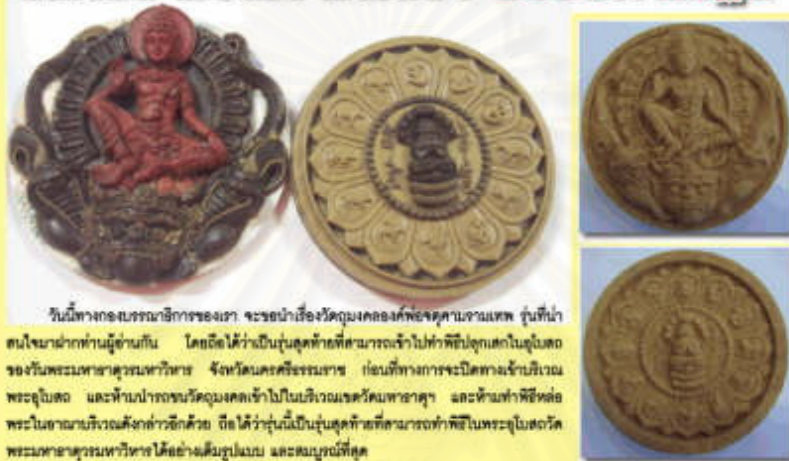 วันนี้ทางกองบรรณาธิการของเรา จะขอนำเรื่องวัตถุมงคลองค์พ่อจตุคามรามเทพ รุ่นที่น่า
สนใจมาฝากท่านผู้อ่านกัน โดยถือได้ว่าเป็นรุ่นสุดท้ายที่สามารถเข้าไปทำพิธีปลุกเสกในอุโบสถ
ของวัดพระมหาธาตุวรมหาวิหาร จังหวัดนครศรีธรรมราช ก่อนที่ทางการจะปิดทางเข้าบริเวณ
พระอุโบสถ และห้ามนำรถขนวัตถุมงคลเข้าไปในบริเวณเขตวัดมหาธาตุฯ และห้ามทำพิธีหล่อ
พระในอาณาบริเวณดังกล่าวอีกด้วย ถือได้ว่ารุ่นนี้เป็นรุ่นสุดท้ายที่สามารถทำพิธีในพระอุโบสถวัด
พระมหาธาตุวรมหาวิหารได้อย่างเต็มรูปแบบ และสมบูรณ์ที่สุด